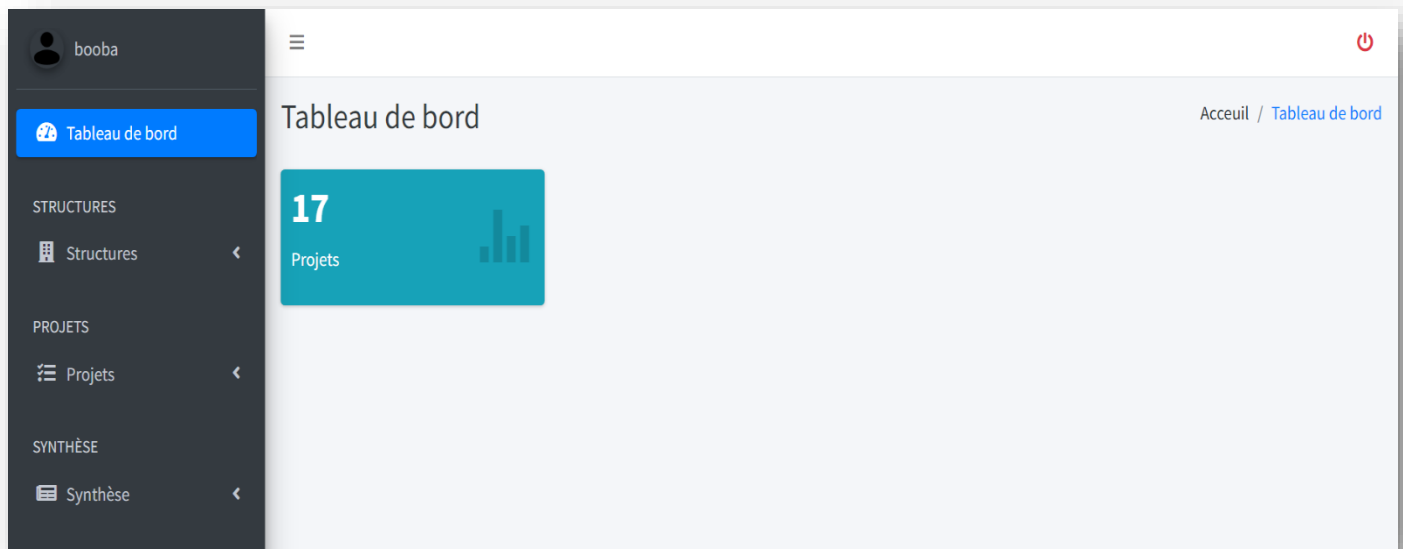 booba
Tableau de bord
STRUCTURES
Structures
PROJETS
Projets
SYNTHÈSE
Synthèse
Tableau de bord
Acceuil / Tableau de bord
17
Projets